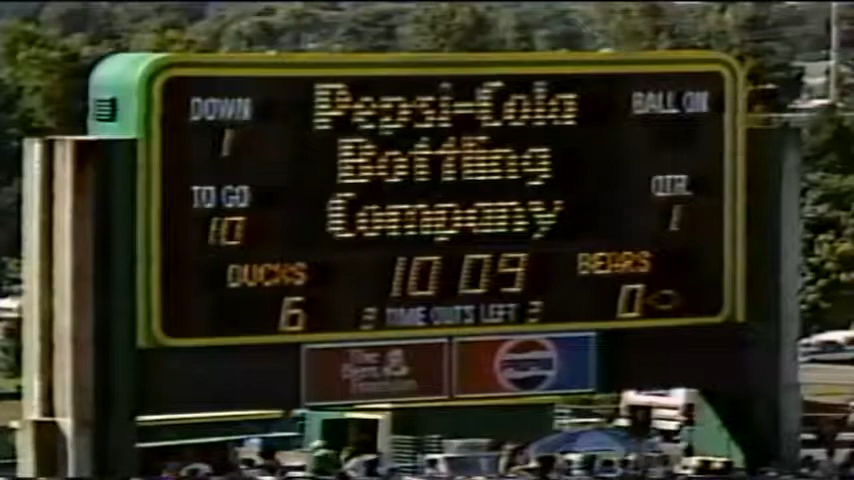 DOWN
1
Pepsi-Cola
Bottling
Company
BALL ON
TO GO
10
QTR
1
DUCKS
6
10 09
BEARS
0
3 TIME OUTS LEFT 3
The